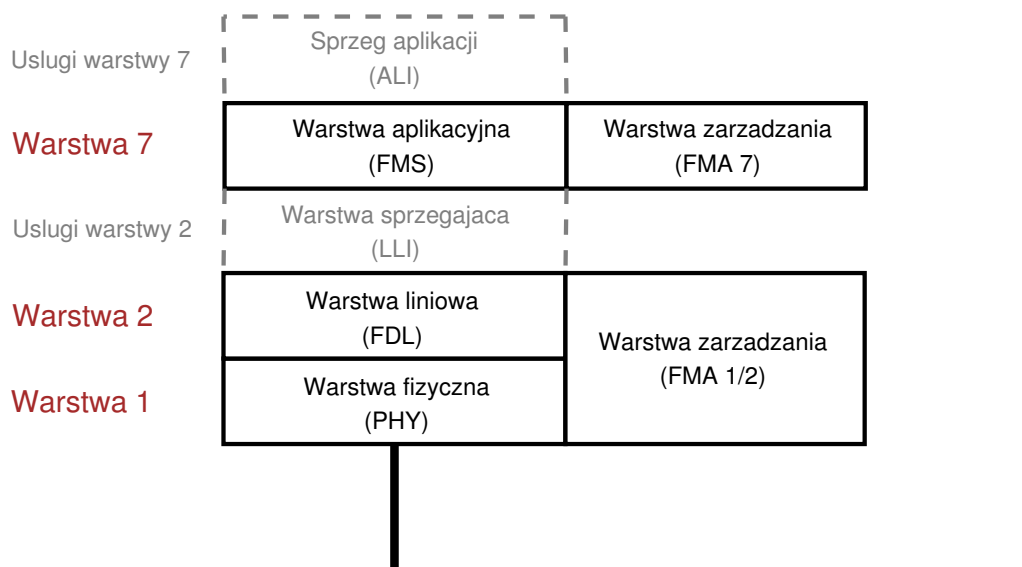 Sprzeg aplikacji
(ALI)
Uslugi warstwy 7
Warstwa 7
Warstwa aplikacyjna
(FMS)
Warstwa zarzadzania
(FMA 7)
Uslugi warstwy 2
Warstwa sprzegajaca
(LLI)
Warstwa 2
Warstwa liniowa
(FDL)
Warstwa zarzadzania
(FMA 1/2)
Warstwa 1
Warstwa fizyczna
(PHY)